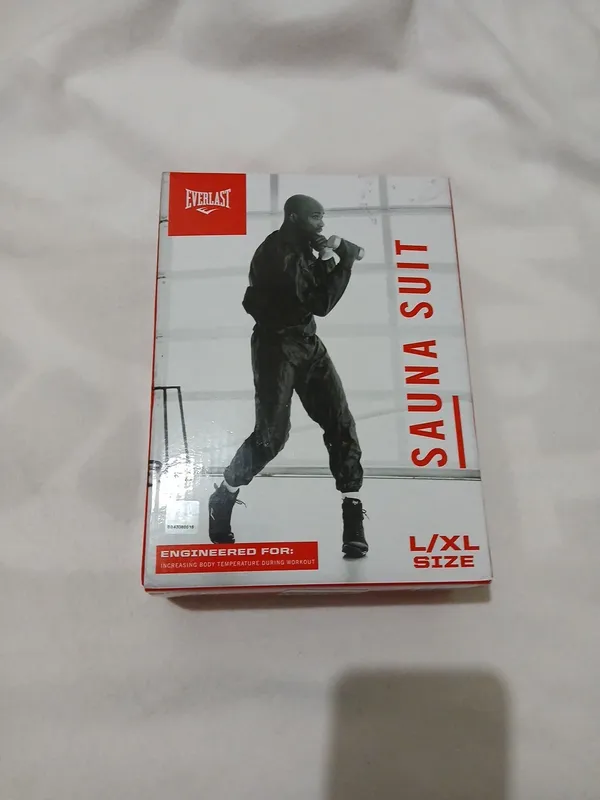 EVERLAST
SAUNA SUIT
ENGINEERED FOR:
INCREASING BODY TEMPERATURE DURING WORKOUT
L/XL
SIZE